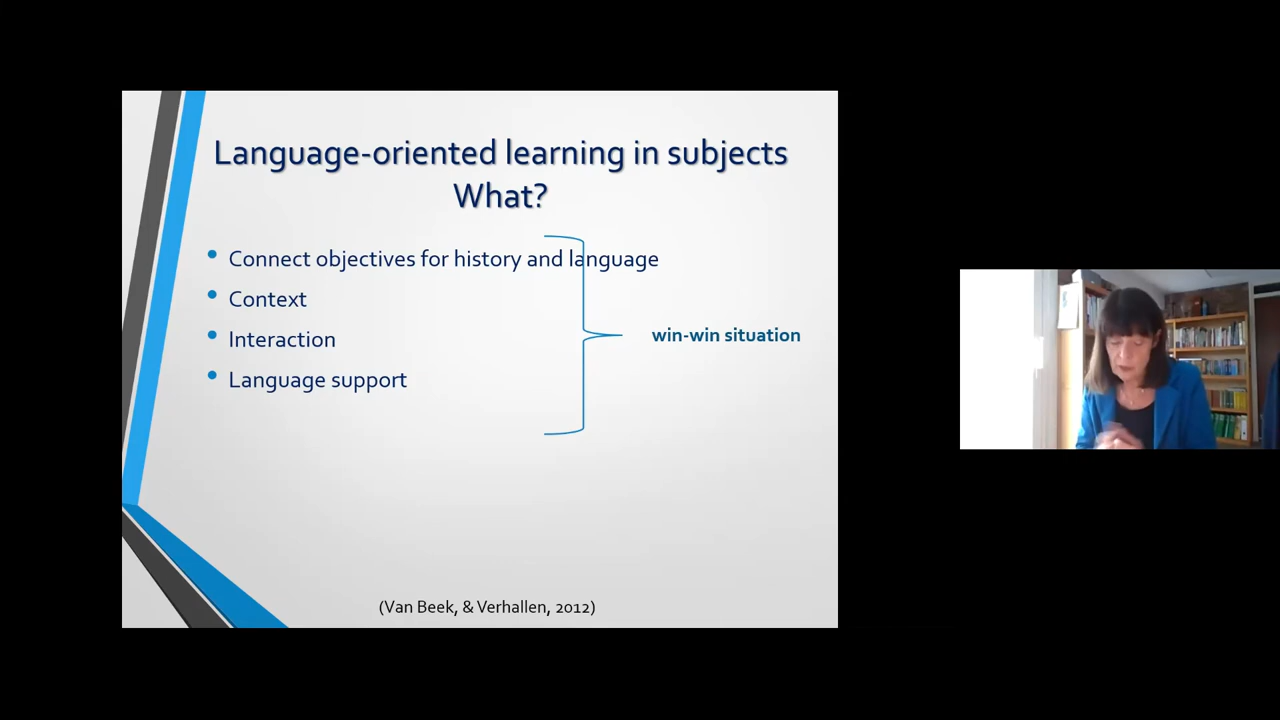 Language-oriented learning in subjects
What?
• Connect objectives for history and language
• Context
• Interaction
• Language support
win-win situation
(Van Beek, & Verhallen, 2012)